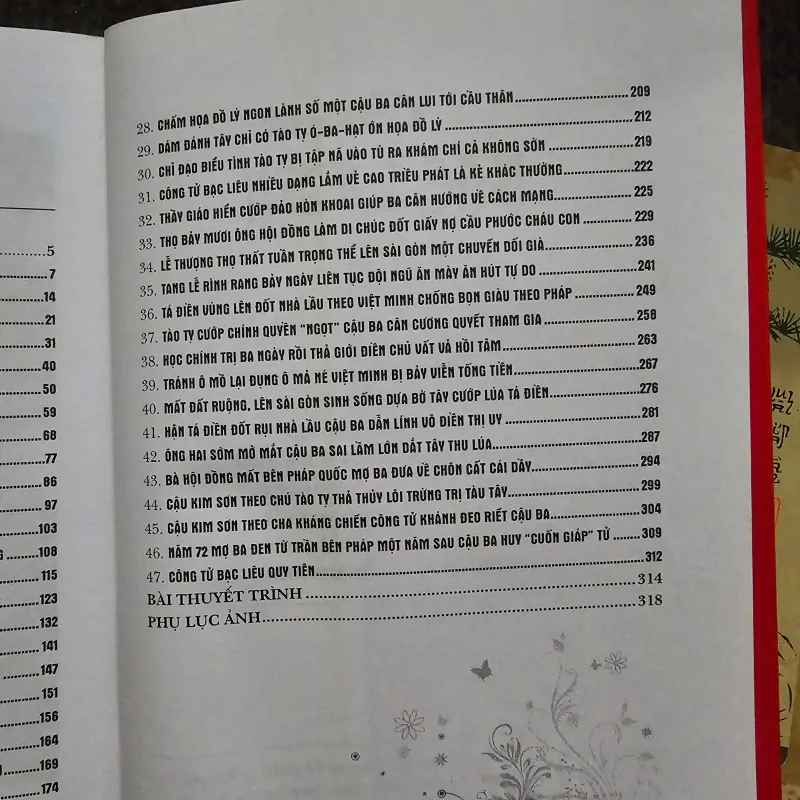 5
7
14
21
31
40
50
59
68
77
86
97
103
108
115
123
132
141
147
151
156
164
169
174
28. CHẤM HỌA ĐỒ LÝ NGON LÀNH SỐ MỘT CẬU BA CÂN LUI TỚI CẦU THÂN 209
29. DÁM ĐÁNH TÂY CHỈ CÓ TÀO TỴ Ó-BA-HẠT ỚN HỌA ĐỒ LÝ 212
30. CHỈ ĐẠO BIỂU TÌNH TÀO TỴ BỊ TẬP NÃ VÀO TÙ RA KHÁM CHÍ CẢ KHÔNG SỜN 219
31. CÔNG TỬ BẠC LIÊU NHIỀU DẠNG LẮM VẺ CAO TRIỀU PHÁT LÀ KẺ KHÁC THƯỜNG 222
32. THẦY GIÁO HIỂN CƯỚP ĐẢO HÒN KHOAI GIÚP BA CÂN HƯỚNG VỀ CÁCH MẠNG 225
33. THỌ BẢY MƯƠI ÔNG HỘI ĐỒNG LÀM DI CHÚC ĐỐT GIẤY NỢ CẦU PHƯỚC CHÁU CON 229
34. LỄ THƯỢNG THỌ THẤT TUẦN TRỌNG THỂ LÊN SÀI GÒN MỘT CHUYẾN DỐI GIÀ 236
35. TANG LỄ RÌNH RANG BẢY NGÀY LIÊN TỤC ĐỘI NGŨ ĂN MÀY ĂN HÚT TỰ DO 241
36. TÁ ĐIỀN VÙNG LÊN ĐỐT NHÀ LẦU THEO VIỆT MINH CHỐNG BỌN GIÀU THEO PHÁP 249
37. TÀO TỴ CƯỚP CHÍNH QUYỀN "NGỌT" CẬU BA CÂN CƯƠNG QUYẾT THAM GIA 258
38. HỌC CHÍNH TRỊ BA NGÀY RỒI THẢ GIỚI ĐIỀN CHỦ VẤT VẢ HỒI TÂM 263
39. TRÁNH Ô MÔ LẠI ĐỤNG Ô MẢ NÉ VIỆT MINH BỊ BẢY VIỄN TỐNG TIỀN 267
40. MẤT ĐẤT RUỘNG, LÊN SÀI GÒN SINH SỐNG DỰA BỜ TÂY CƯỚP LÚA TÁ ĐIỀN 276
41. HẬN TÁ ĐIỀN ĐỐT RỤI NHÀ LẦU CẬU BA DẪN LÍNH VÔ ĐIỀN THỊ UY 281
42. ÔNG HAI SỚM MỞ MẮT CẬU BA SAI LẦM LỚN DẮT TÂY THU LÚA 287
43. BÀ HỘI ĐỒNG MẤT BÊN PHÁP QUỐC MỢ BA ĐƯA VỀ CHÔN CẤT CÁI DẦY 294
44. CẬU KIM SƠN THEO CHÚ TÀO TỴ THẢ THỦY LÔI TRỪNG TRỊ TÀU TÂY 299
45. CẬU KIM SƠN THEO CHA KHÁNG CHIẾN CÔNG TỬ KHÁNH ĐEO RIẾT CẬU BA 304
46. NĂM 72 MỢ BA ĐEN TỪ TRẦN BÊN PHÁP MỘT NĂM SAU CẬU BA HUY "CUỐN GIÁP" TỬ 309
47. CÔNG TỬ BẠC LIÊU QUY TIÊN 312
BÀI THUYẾT TRÌNH 314
PHỤ LỤC ẢNH 318